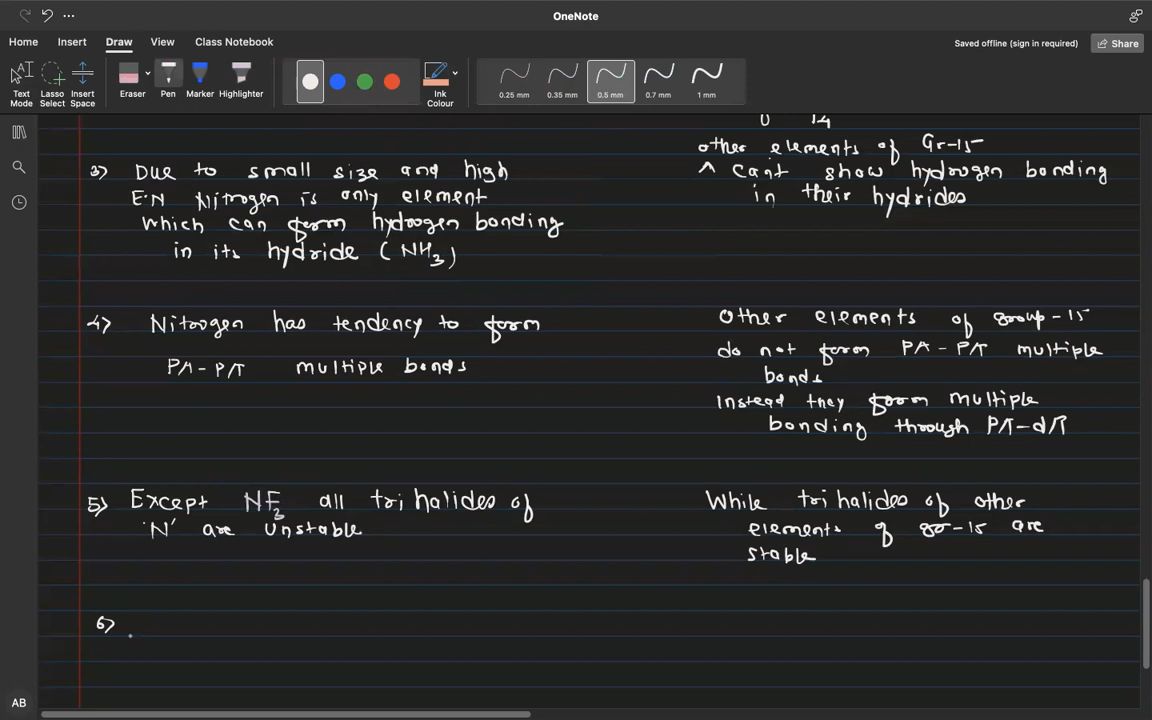 OneNote
Home Insert Draw View Class Notebook
Saved offline (sign in required) Share
Text Mode
Lasso Select
Insert Space
Eraser
Pen
Marker
Highlighter
Ink Colour
0.25 mm 0.35 mm 0.5 mm 0.7 mm 1 mm
14
3) Due to small size and high
E.N Nitrogen is only element
Which can form hydrogen bonding
in its hydride (NH3)
other elements of Gr-15
^ can't show hydrogen bonding
in their hydrides
4) Nitrogen has tendency to form
Pπ-Pπ multiple bonds
Other elements of group-15
do not form Pπ-Pπ multiple
bonds
instead they form multiple
bonding through Pπ-dπ
5) Except NF3 all tri halides of
'N' are unstable
While tri halides of other
elements of gr-15 are
stable
6)
AB